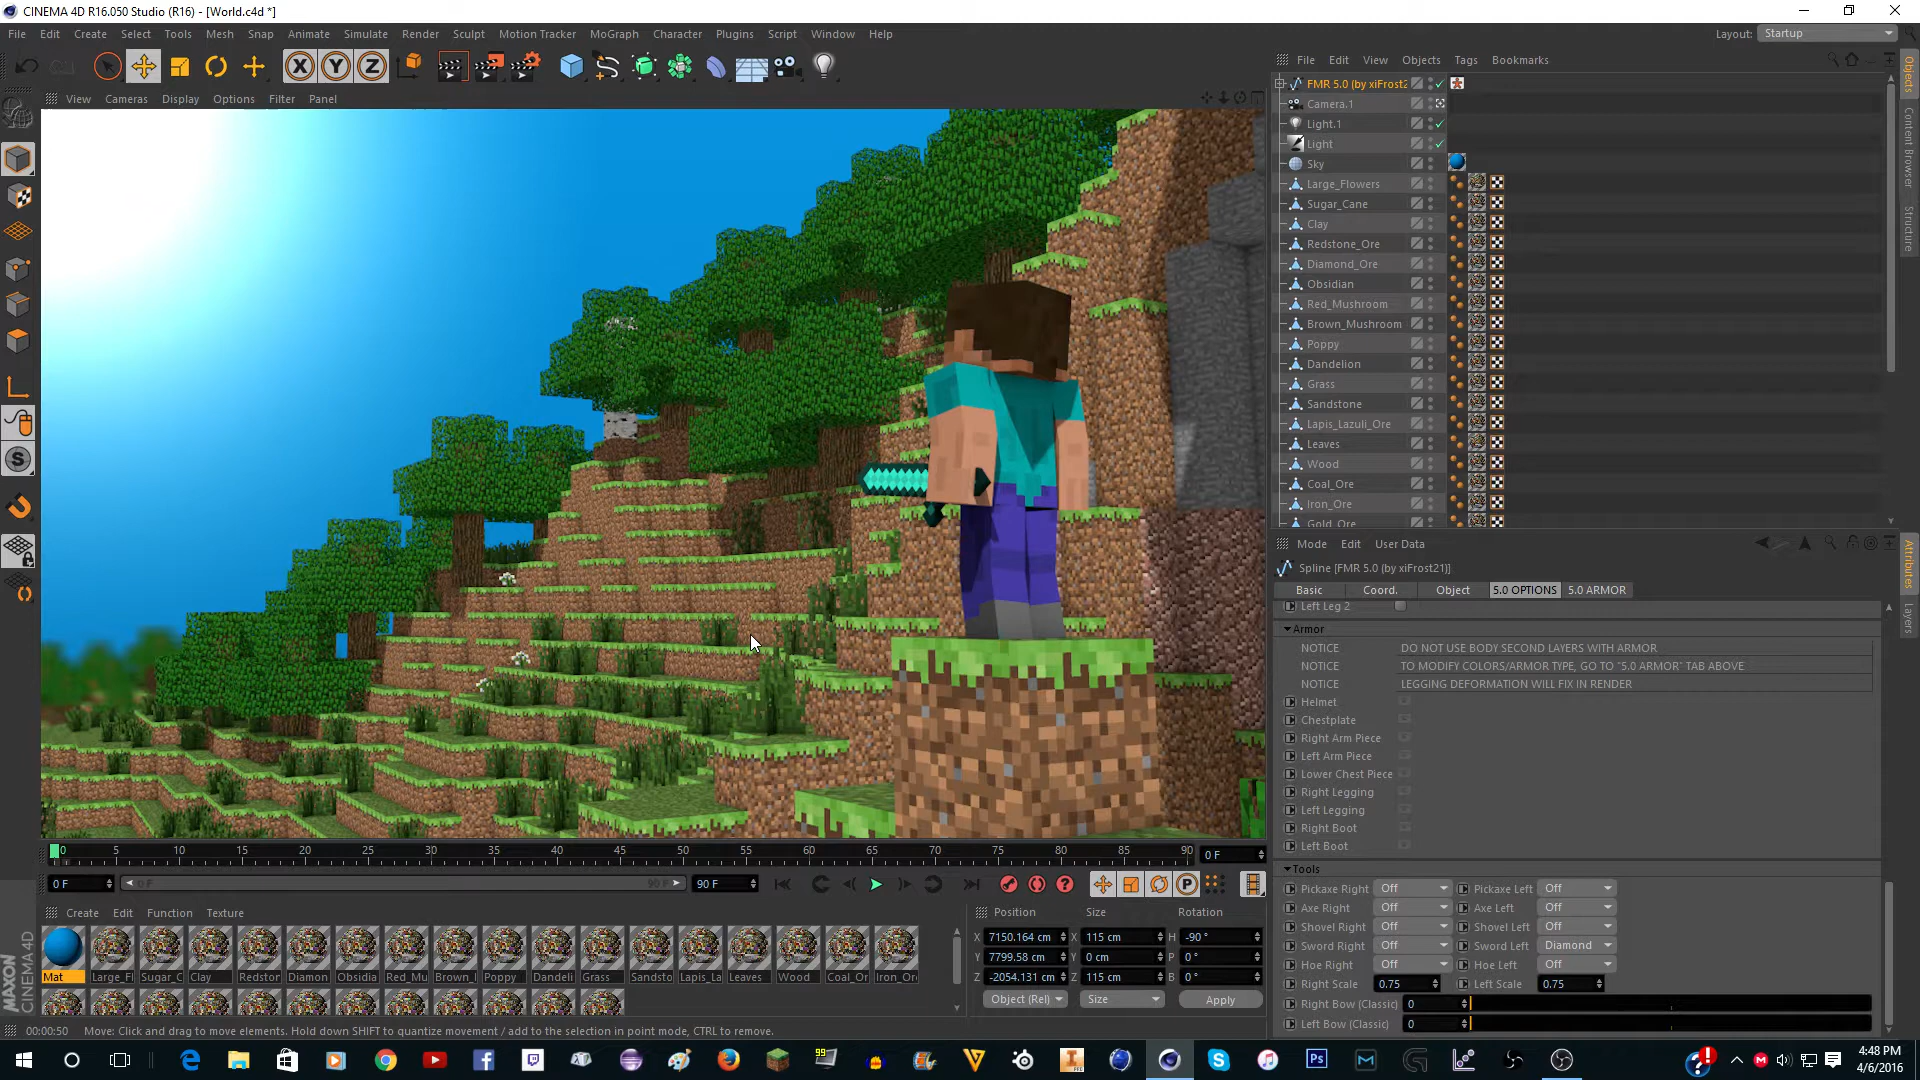 CINEMA 4D R16.050 Studio (R16) - [World.c4d *]
File Edit Create Select Tools Mesh Snap Animate Simulate Render Sculpt Motion Tracker MoGraph Character Plugins Script Window Help
Layout: Startup
X Y Z
View Cameras Display Options Filter Panel
File Edit View Objects Tags Bookmarks
FMR 5.0 (by xiFrost2
Camera.1
Light.1
Light
Sky
Large_Flowers
Sugar_Cane
Clay
Redstone_Ore
Diamond_Ore
Obsidian
Red_Mushroom
Brown_Mushroom
Poppy
Dandelion
Grass
Sandstone
Lapis_Lazuli_Ore
Leaves
Wood
Coal_Ore
Iron_Ore
Gold_Ore
Objects
Content Browser
Structure
Mode Edit User Data
Spline [FMR 5.0 (by xiFrost21)]
Basic Coord. Object 5.0 OPTIONS 5.0 ARMOR
Left Leg 2
Armor
NOTICE DO NOT USE BODY SECOND LAYERS WITH ARMOR
NOTICE TO MODIFY COLORS/ARMOR TYPE, GO TO "5.0 ARMOR" TAB ABOVE
NOTICE LEGGING DEFORMATION WILL FIX IN RENDER
Helmet
Chestplate
Right Arm Piece
Left Arm Piece
Lower Chest Piece
Right Legging
Left Legging
Right Boot
Left Boot
Tools
Pickaxe Right Off Pickaxe Left Off
Axe Right Off Axe Left Off
Shovel Right Off Shovel Left Off
Sword Right Off Sword Left Diamond
Hoe Right Off Hoe Left Off
Right Scale 0.75 Left Scale 0.75
Right Bow (Classic) 0
Left Bow (Classic) 0
Attributes
Layers
0 5 10 15 20 25 30 35 40 45 50 55 60 65 70 75 80 85 90 0 F
0 F 0 F 90 F 90 F
Create Edit Function Texture
Mat Large_Fl Sugar_C Clay Redston Diamon Obsidia Red_Mu Brown_I Poppy Dandeli Grass Sandsto Lapis_La Leaves Wood Coal_Or Iron_Or
Position Size Rotation
X 7150.164 cm X 115 cm H -90 °
Y 7799.58 cm Y 0 cm P 0 °
Z -2054.131 cm Z 115 cm B 0 °
Object (Rel) Size Apply
MAXON CINEMA 4D
00:00:50 Move: Click and drag to move elements. Hold down SHIFT to quantize movement / add to the selection in point mode, CTRL to remove.
4:48 PM
4/6/2016